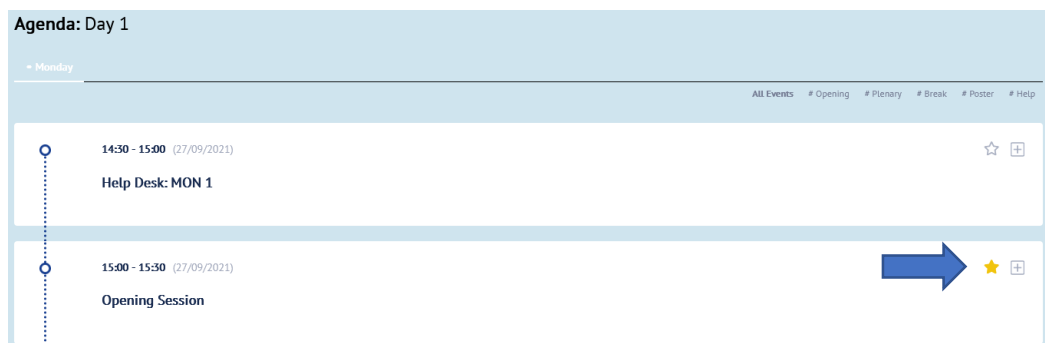 Agenda: Day 1
Monday
All Events # Opening # Plenary # Break # Poster # Help
14:30 - 15:00 (27/09/2021)
Help Desk: MON 1
15:00 - 15:30 (27/09/2021)
Opening Session